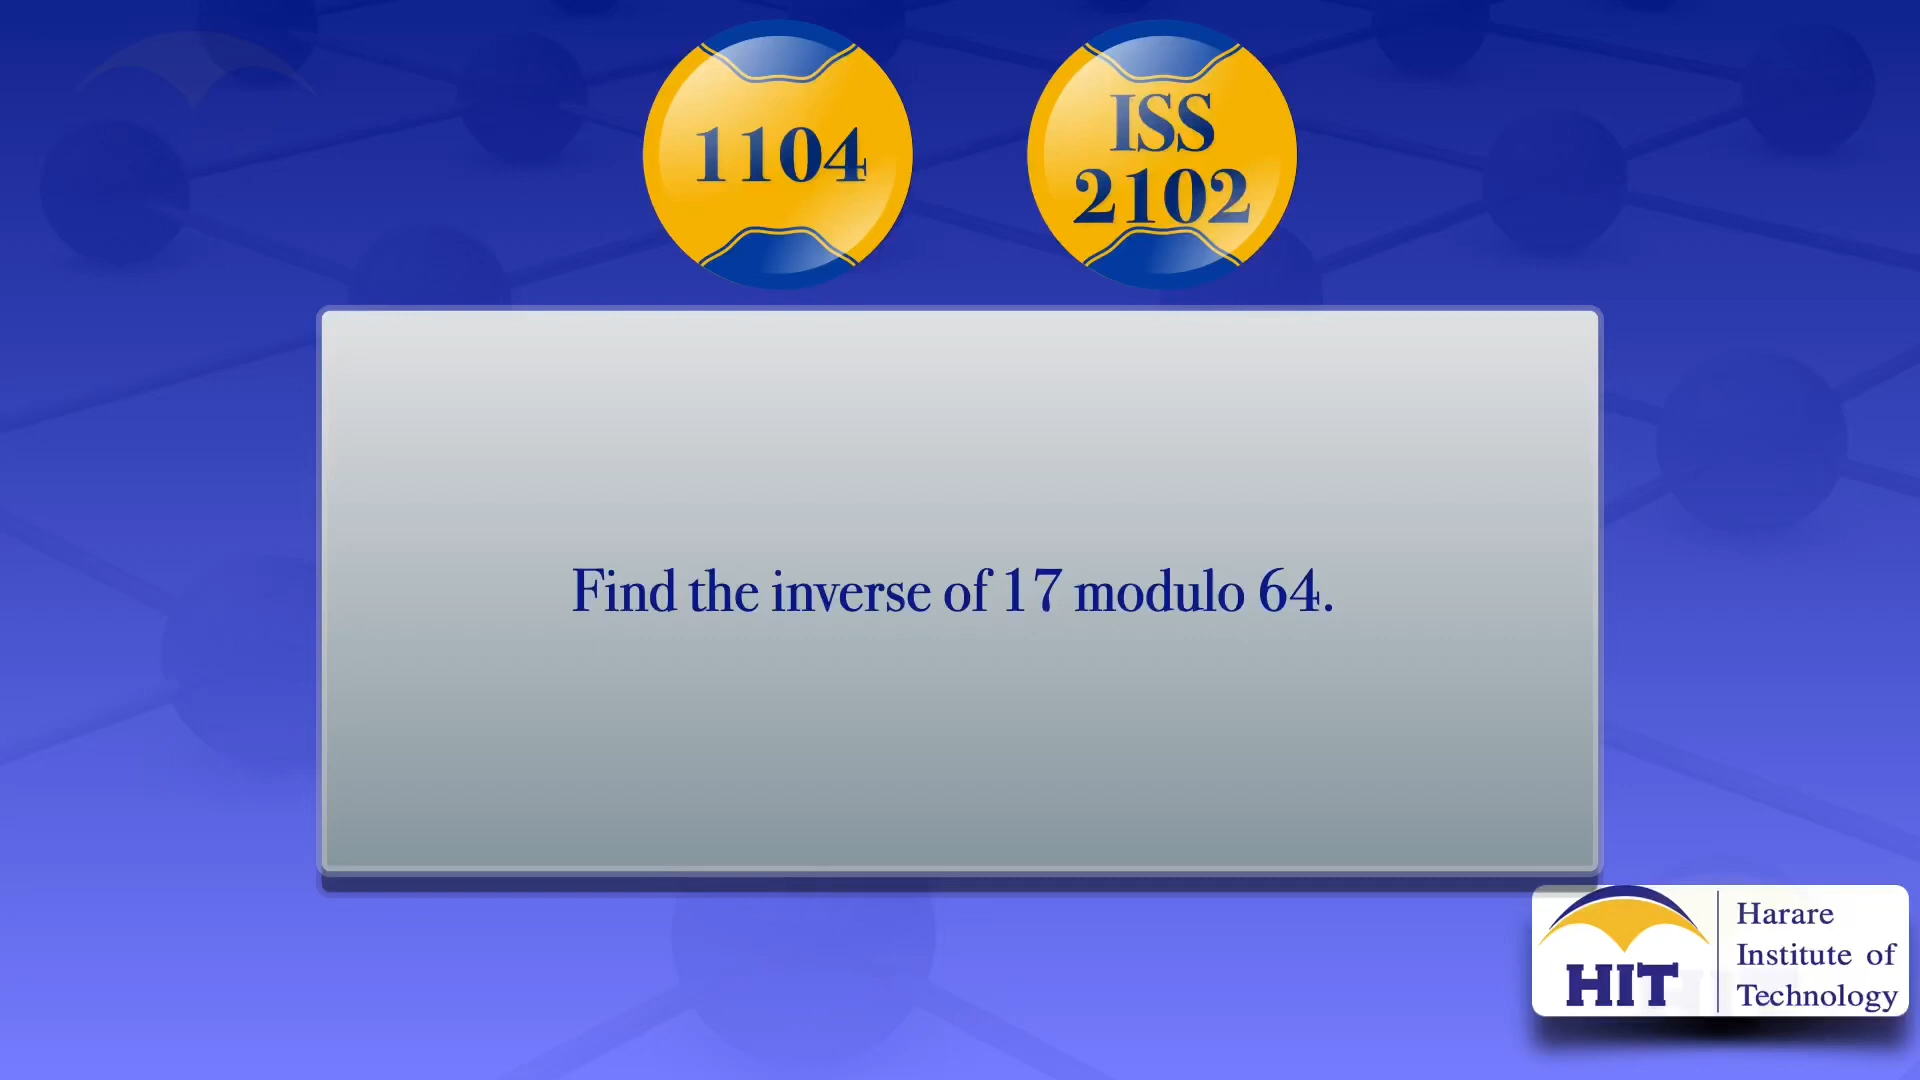 1104
ISS
2102
Find the inverse of 17 modulo 64.
HIT
Harare
Institute of
Technology